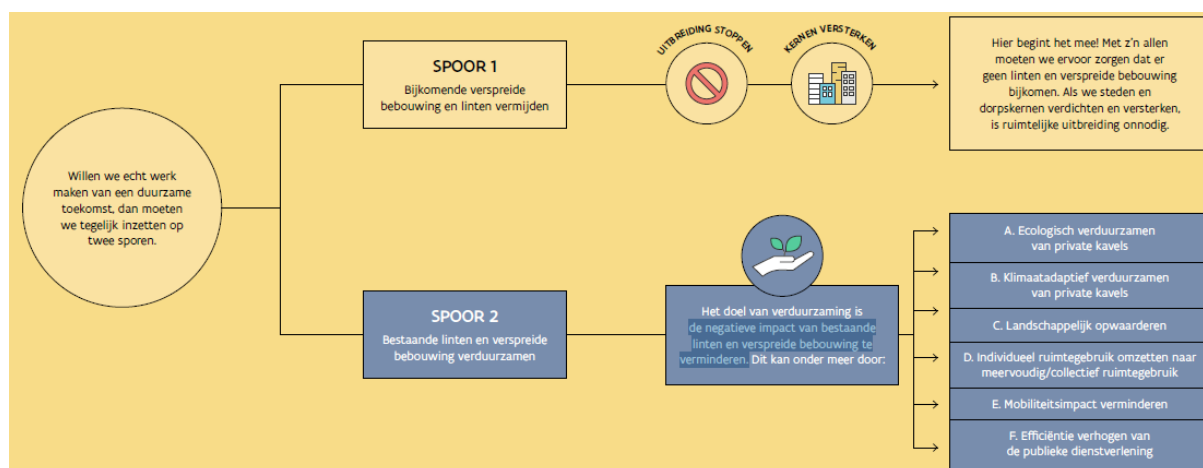 Willen we echt werk
maken van een duurzame
toekomst, dan moeten
we tegelijk inzetten op
twee sporen.
SPOOR 1
Bijkomende verspreide
bebouwing en linten vermijden
UITBREIDING STOPPEN
KERNEN VERSTERKEN
Hier begint het mee! Met z'n allen
moeten we ervoor zorgen dat er
geen linten en verspreide bebouwing
bijkomen. Als we steden en
dorpskernen verdichten en versterken,
is ruimtelijke uitbreiding onnodig.
SPOOR 2
Bestaande linten en verspreide
bebouwing verduurzamen
Het doel van verduurzaming is
de negatieve impact van bestaande
linten en verspreide bebouwing te
verminderen. Dit kan onder meer door:
A. Ecologisch verduurzamen
van private kavels
B. Klimaatadaptief verduurzamen
van private kavels
C. Landschappelijk opwaarderen
D. Individueel ruimtegebruik omzetten naar
meervoudig/collectief ruimtegebruik
E. Mobiliteitsimpact verminderen
F. Efficiëntie verhogen van
de publieke dienstverlening